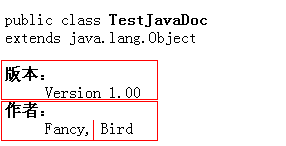 public class TestJavaDoc
extends java.lang.Object
版本：
Version 1.00
作者：
Fancy, Bird